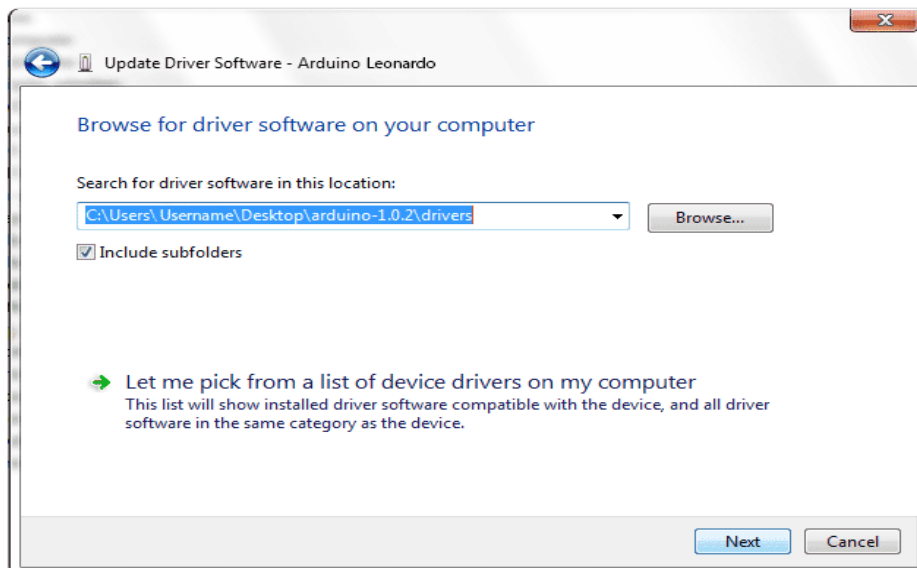 Update Driver Software - Arduino Leonardo
Browse for driver software on your computer
Search for driver software in this location:
C:\Users\ Username\Desktop\arduino-1.0.2\drivers
Browse...
Include subfolders
Let me pick from a list of device drivers on my computer
This list will show installed driver software compatible with the device, and all driver
software in the same category as the device.
Next
Cancel